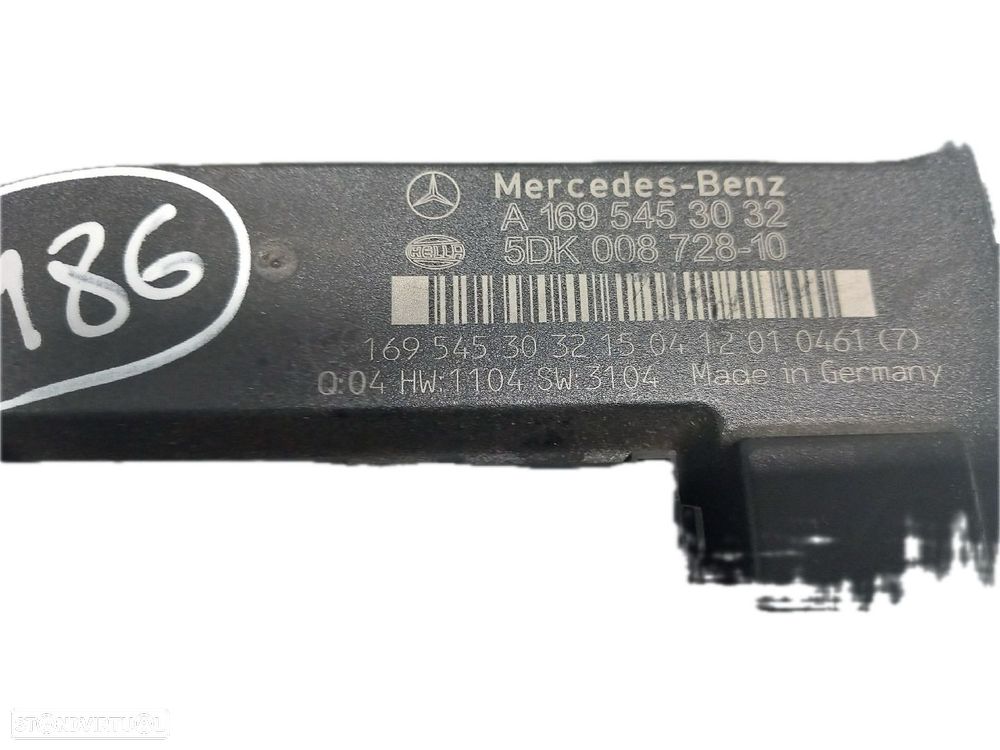 186
Mercedes-Benz
A 169 545 30 32
HELLA
5DK 008 728-10
169 545 30 32 15 04 12 01 0461 (7)
Q:04 HW:1104 SW:3104 Made in Germany
STANDVIRTUAL